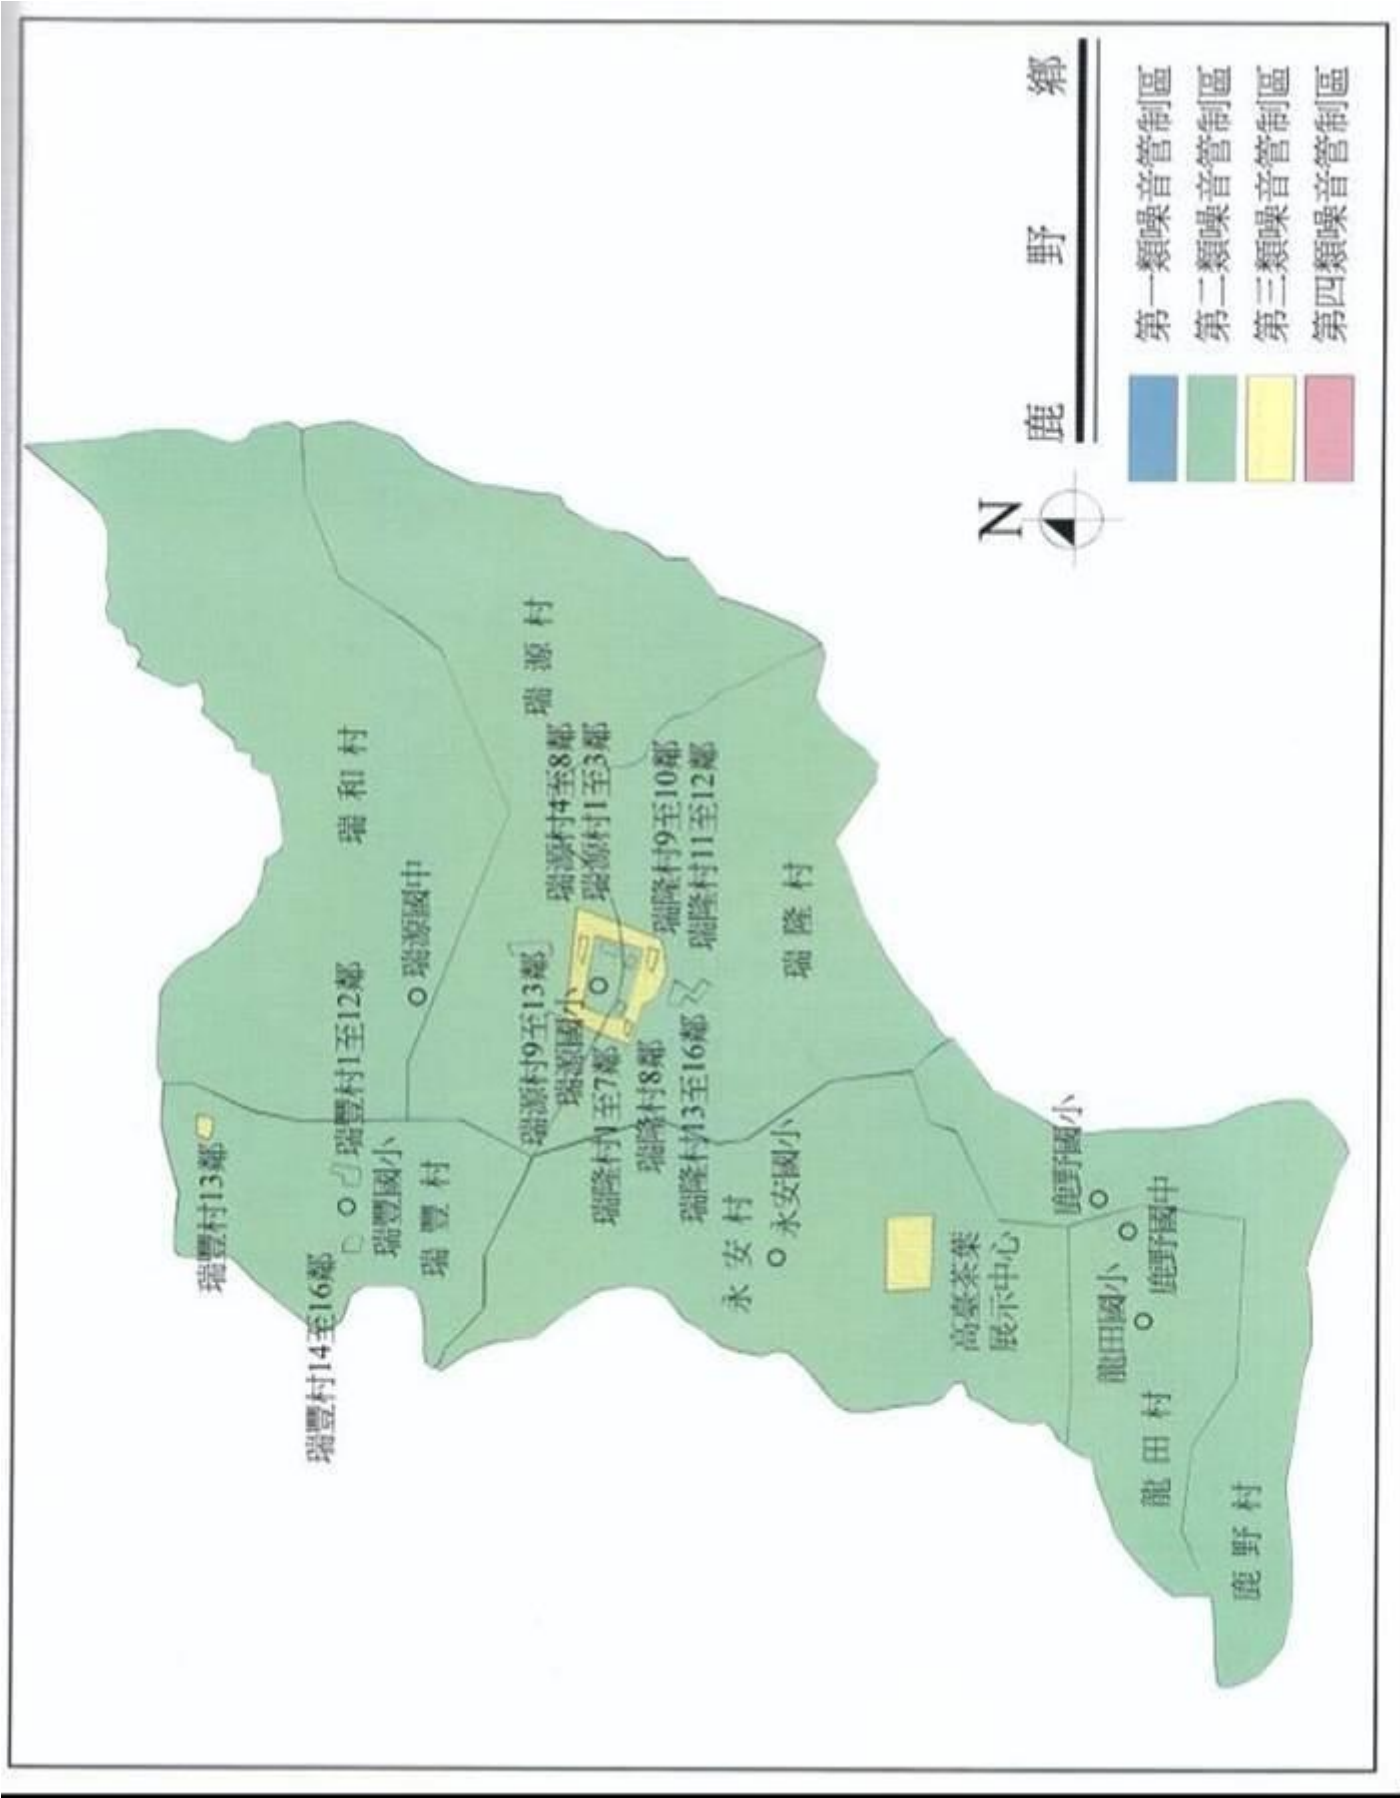 鹿野鄉
第一類噪音管制區
第二類噪音管制區
第三類噪音管制區
第四類噪音管制區
N
瑞和村
瑞源村
瑞源國中
瑞源村4至8鄰
瑞源村1至3鄰
瑞隆村9至10鄰
瑞隆村11至12鄰
瑞隆村
瑞豐村13鄰
瑞豐村1至12鄰
瑞豐村14至16鄰
瑞豐國小
瑞豐村
瑞源村9至13鄰
瑞源國小
瑞隆村1至7鄰
瑞隆村8鄰
瑞隆村13至16鄰
永安村
永安國小
高臺茶葉
展示中心
鹿野國小
鹿野國中
龍田國小
龍田村
鹿野村